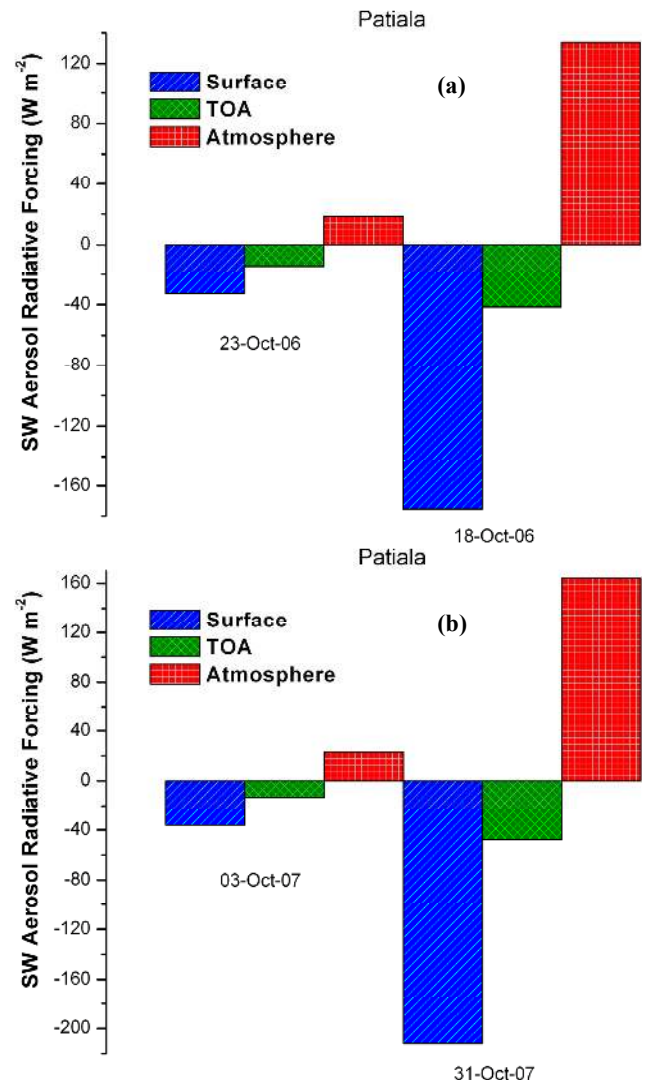 Patiala
SW Aerosol Radiative Forcing (W m-2)
120
80
40
0
-40
-80
-120
-160
Surface
TOA
Atmosphere
(a)
23-Oct-06
18-Oct-06
Patiala
SW Aerosol Radiative Forcing (W m-2)
160
120
80
40
0
-40
-80
-120
-160
-200
Surface
TOA
Atmosphere
(b)
03-Oct-07
31-Oct-07